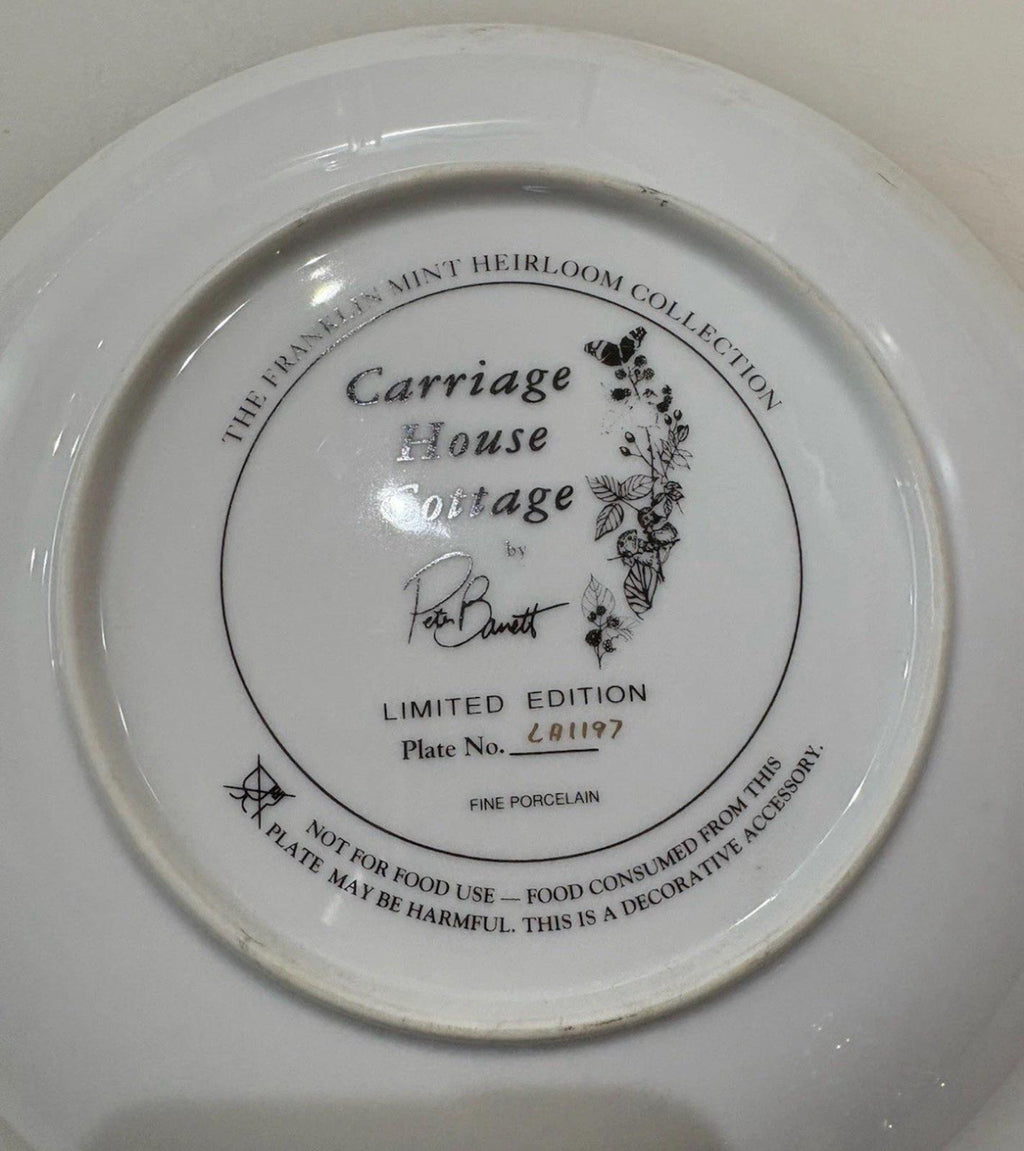 THE FRANKLIN MINT HEIRLOOM COLLECTION
Carriage
House
Cottage
by
Peter Barrett
LIMITED EDITION
Plate No. LA1197
FINE PORCELAIN
NOT FOR FOOD USE — FOOD CONSUMED FROM THIS
PLATE MAY BE HARMFUL. THIS IS A DECORATIVE ACCESSORY.